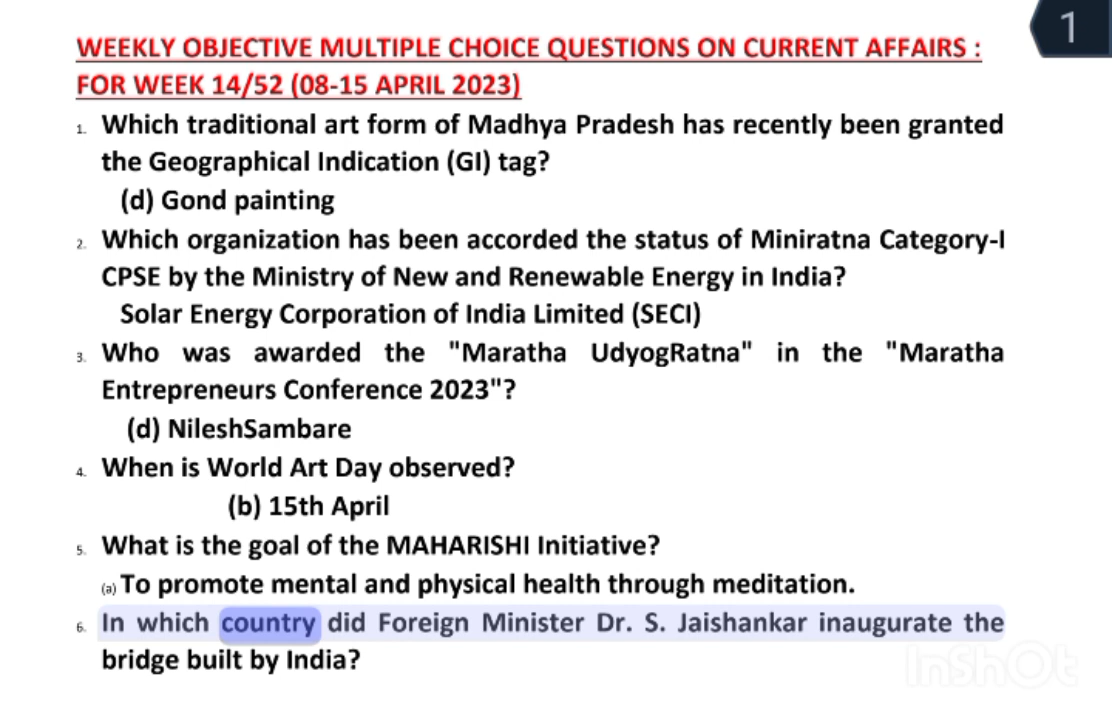 1
WEEKLY OBJECTIVE MULTIPLE CHOICE QUESTIONS ON CURRENT AFFAIRS :
FOR WEEK 14/52 (08-15 APRIL 2023)
1. Which traditional art form of Madhya Pradesh has recently been granted
the Geographical Indication (GI) tag?
(d) Gond painting
2. Which organization has been accorded the status of Miniratna Category-I
CPSE by the Ministry of New and Renewable Energy in India?
Solar Energy Corporation of India Limited (SECI)
3. Who was awarded the "Maratha UdyogRatna" in the "Maratha
Entrepreneurs Conference 2023"?
(d) NileshSambare
4. When is World Art Day observed?
(b) 15th April
5. What is the goal of the MAHARISHI Initiative?
(a) To promote mental and physical health through meditation.
6. In which country did Foreign Minister Dr. S. Jaishankar inaugurate the
bridge built by India?
InShOt